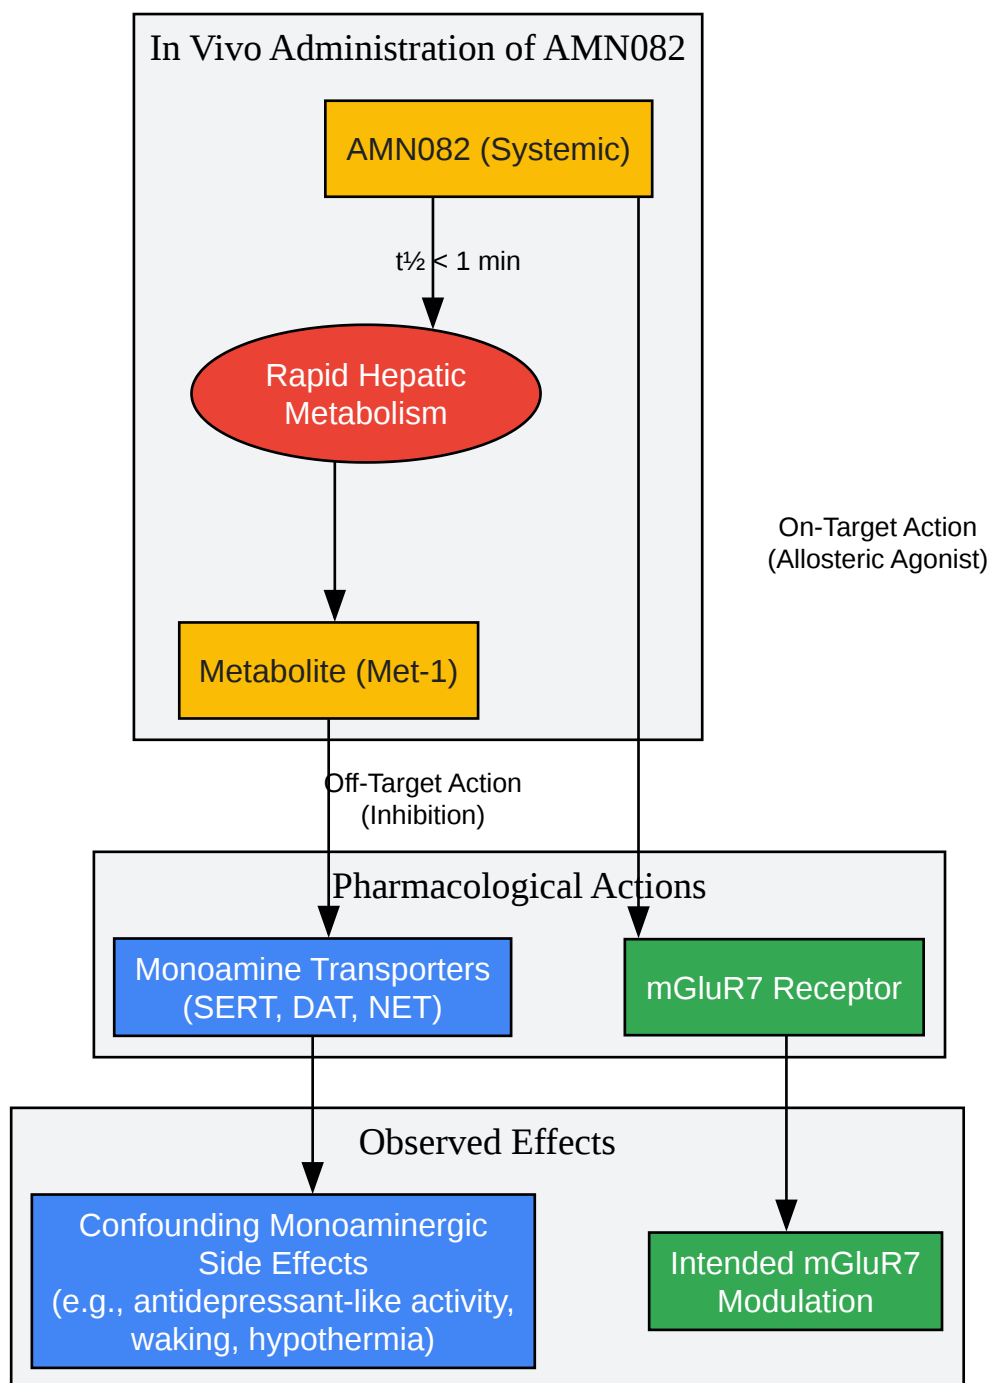 In Vivo Administration of AMN082
AMN082 (Systemic)
t½ < 1 min
Rapid Hepatic
Metabolism
On-Target Action
(Allosteric Agonist)
Metabolite (Met-1)
Off-Target Action
(Inhibition)
Pharmacological Actions
Monoamine Transporters
(SERT, DAT, NET)
mGluR7 Receptor
Observed Effects
Confounding Monoaminergic
Side Effects
(e.g., antidepressant-like activity,
waking, hypothermia)
Intended mGluR7
Modulation